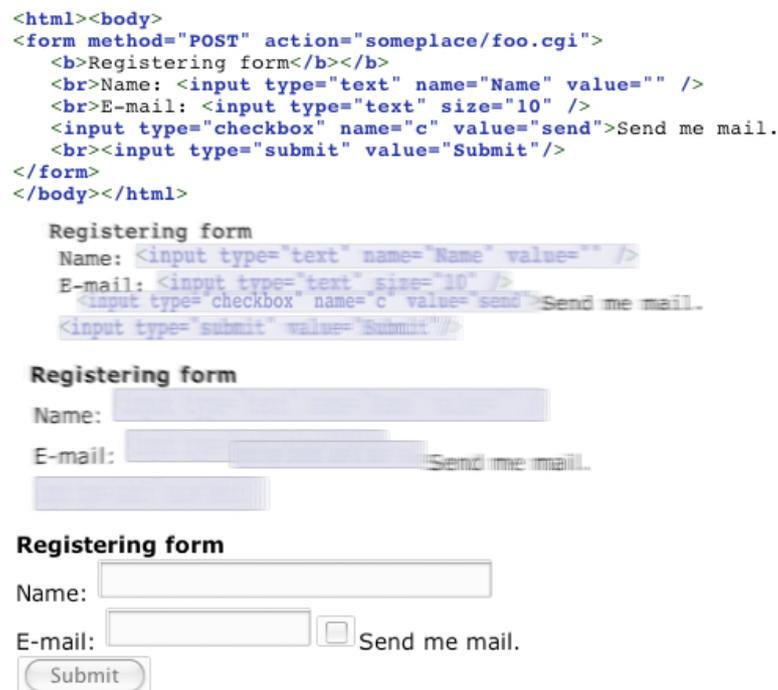 <html><body>
<form method="POST" action="someplace/foo.cgi">
<b>Registering form</b></b>
<br>Name: <input type="text" name="Name" value="" />
<br>E-mail: <input type="text" size="10" />
<input type="checkbox" name="c" value="send">Send me mail.
<br><input type="submit" value="Submit"/>
</form>
</body></html>
Registering form
Name: <input type="text" name="Name" value="" />
E-mail: <input type="text" size="10" />
<input type="checkbox" name="c" value="send">Send me mail.
<input type="submit" value="Submit"/>
Registering form
Name:
E-mail: Send me mail.
Registering form
Name:
E-mail: Send me mail.
Submit